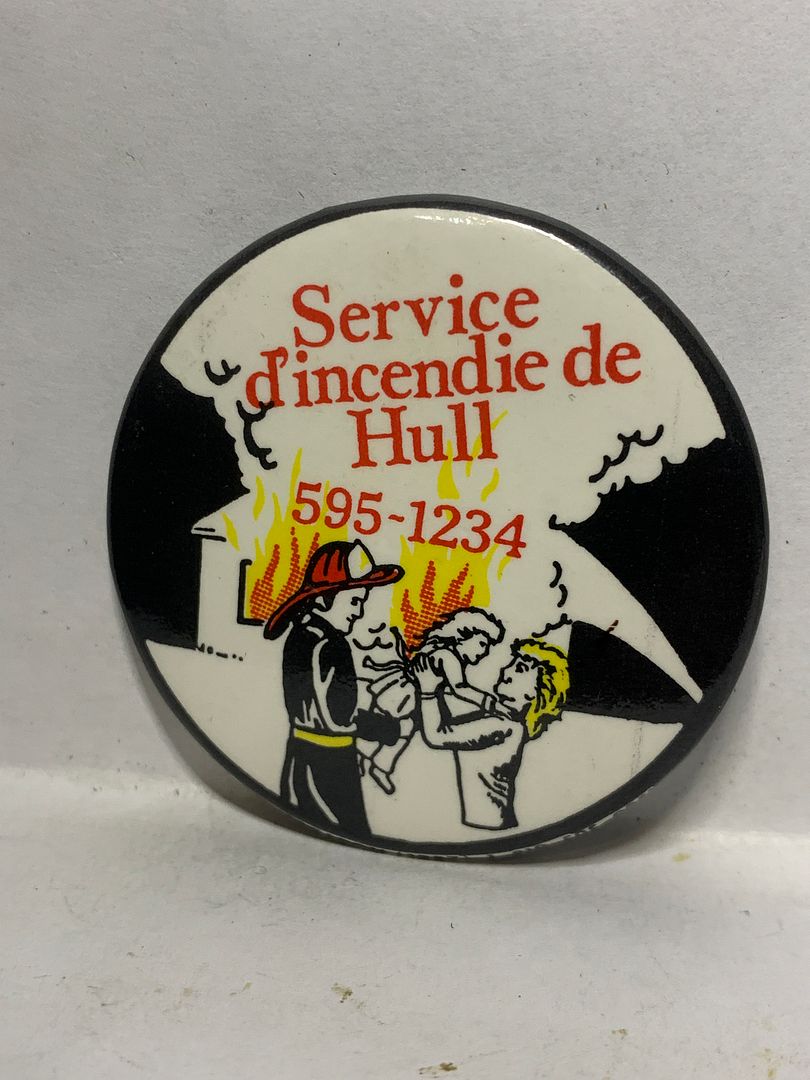 Service
d'incendie de
Hull
595-1234